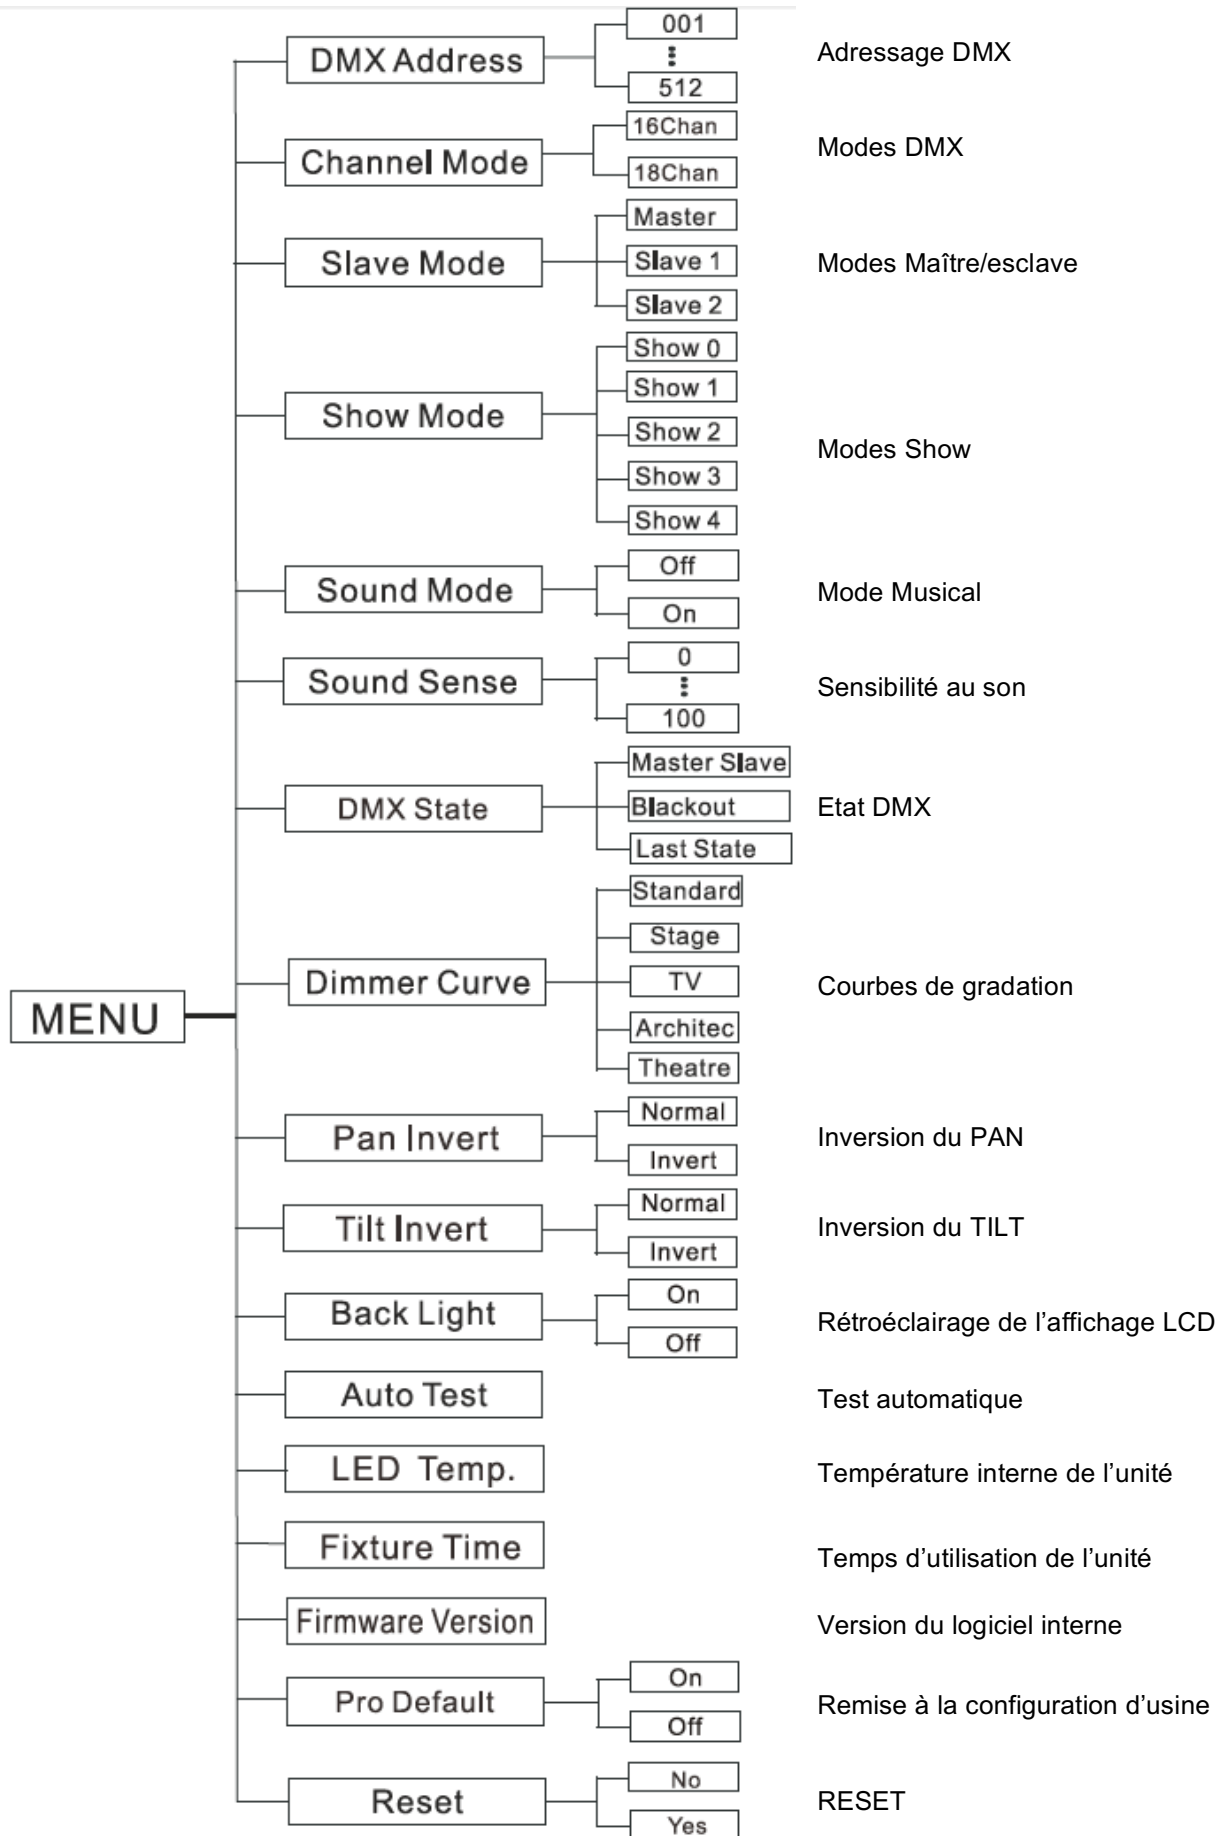 MENU
DMX Address
001
512
Adressage DMX
Channel Mode
16Chan
18Chan
Modes DMX
Slave Mode
Master
Slave 1
Slave 2
Modes Maître/esclave
Show Mode
Show 0
Show 1
Show 2
Show 3
Show 4
Modes Show
Sound Mode
Off
On
Mode Musical
Sound Sense
0
100
Sensibilité au son
DMX State
Master Slave
Blackout
Last State
Etat DMX
Dimmer Curve
Standard
Stage
TV
Architec
Theatre
Courbes de gradation
Pan Invert
Normal
Invert
Inversion du PAN
Tilt Invert
Normal
Invert
Inversion du TILT
Back Light
On
Off
Rétroéclairage de l’affichage LCD
Auto Test
Test automatique
LED Temp.
Température interne de l’unité
Fixture Time
Temps d’utilisation de l’unité
Firmware Version
Version du logiciel interne
Pro Default
On
Off
Remise à la configuration d’usine
Reset
No
Yes
RESET